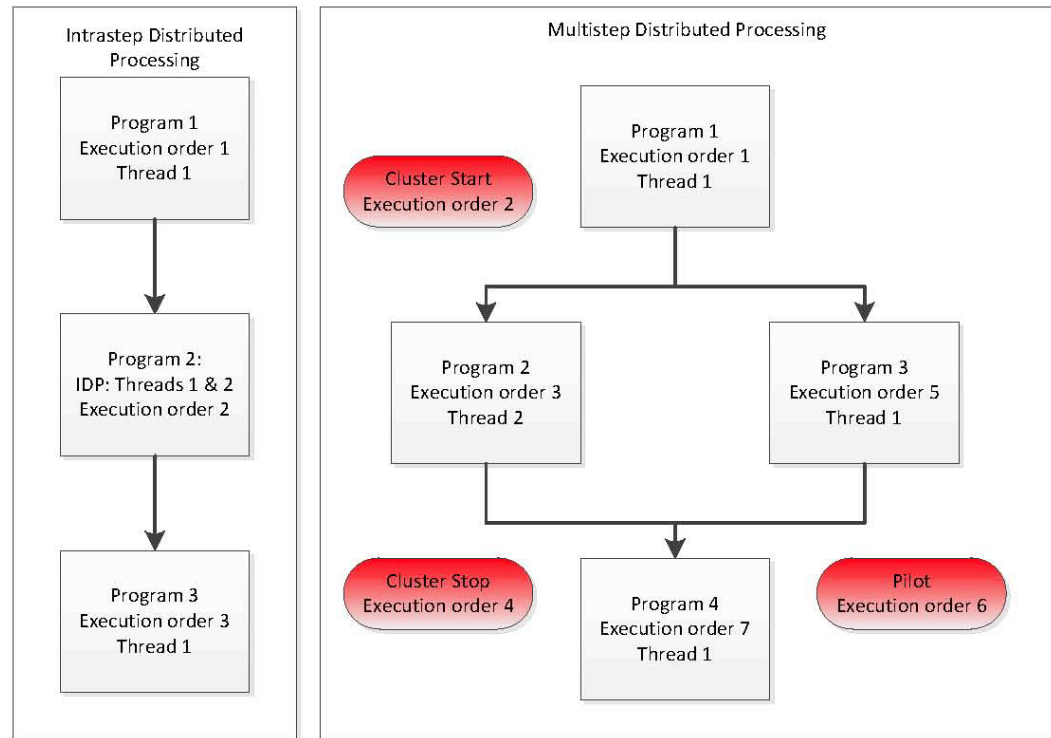 Intrastep Distributed
Processing
Program 1
Execution order 1
Thread 1
Program 2:
IDP: Threads 1 & 2
Execution order 2
Program 3
Execution order 3
Thread 1
Multistep Distributed Processing
Program 1
Execution order 1
Thread 1
Cluster Start
Execution order 2
Program 2
Execution order 3
Thread 2
Program 3
Execution order 5
Thread 1
Cluster Stop
Execution order 4
Program 4
Execution order 7
Thread 1
Pilot
Execution order 6